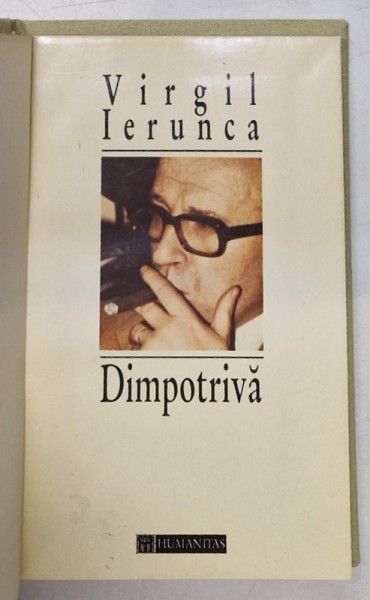 Virgil
Ierunca
Dimpotrivă
HUMANITAS